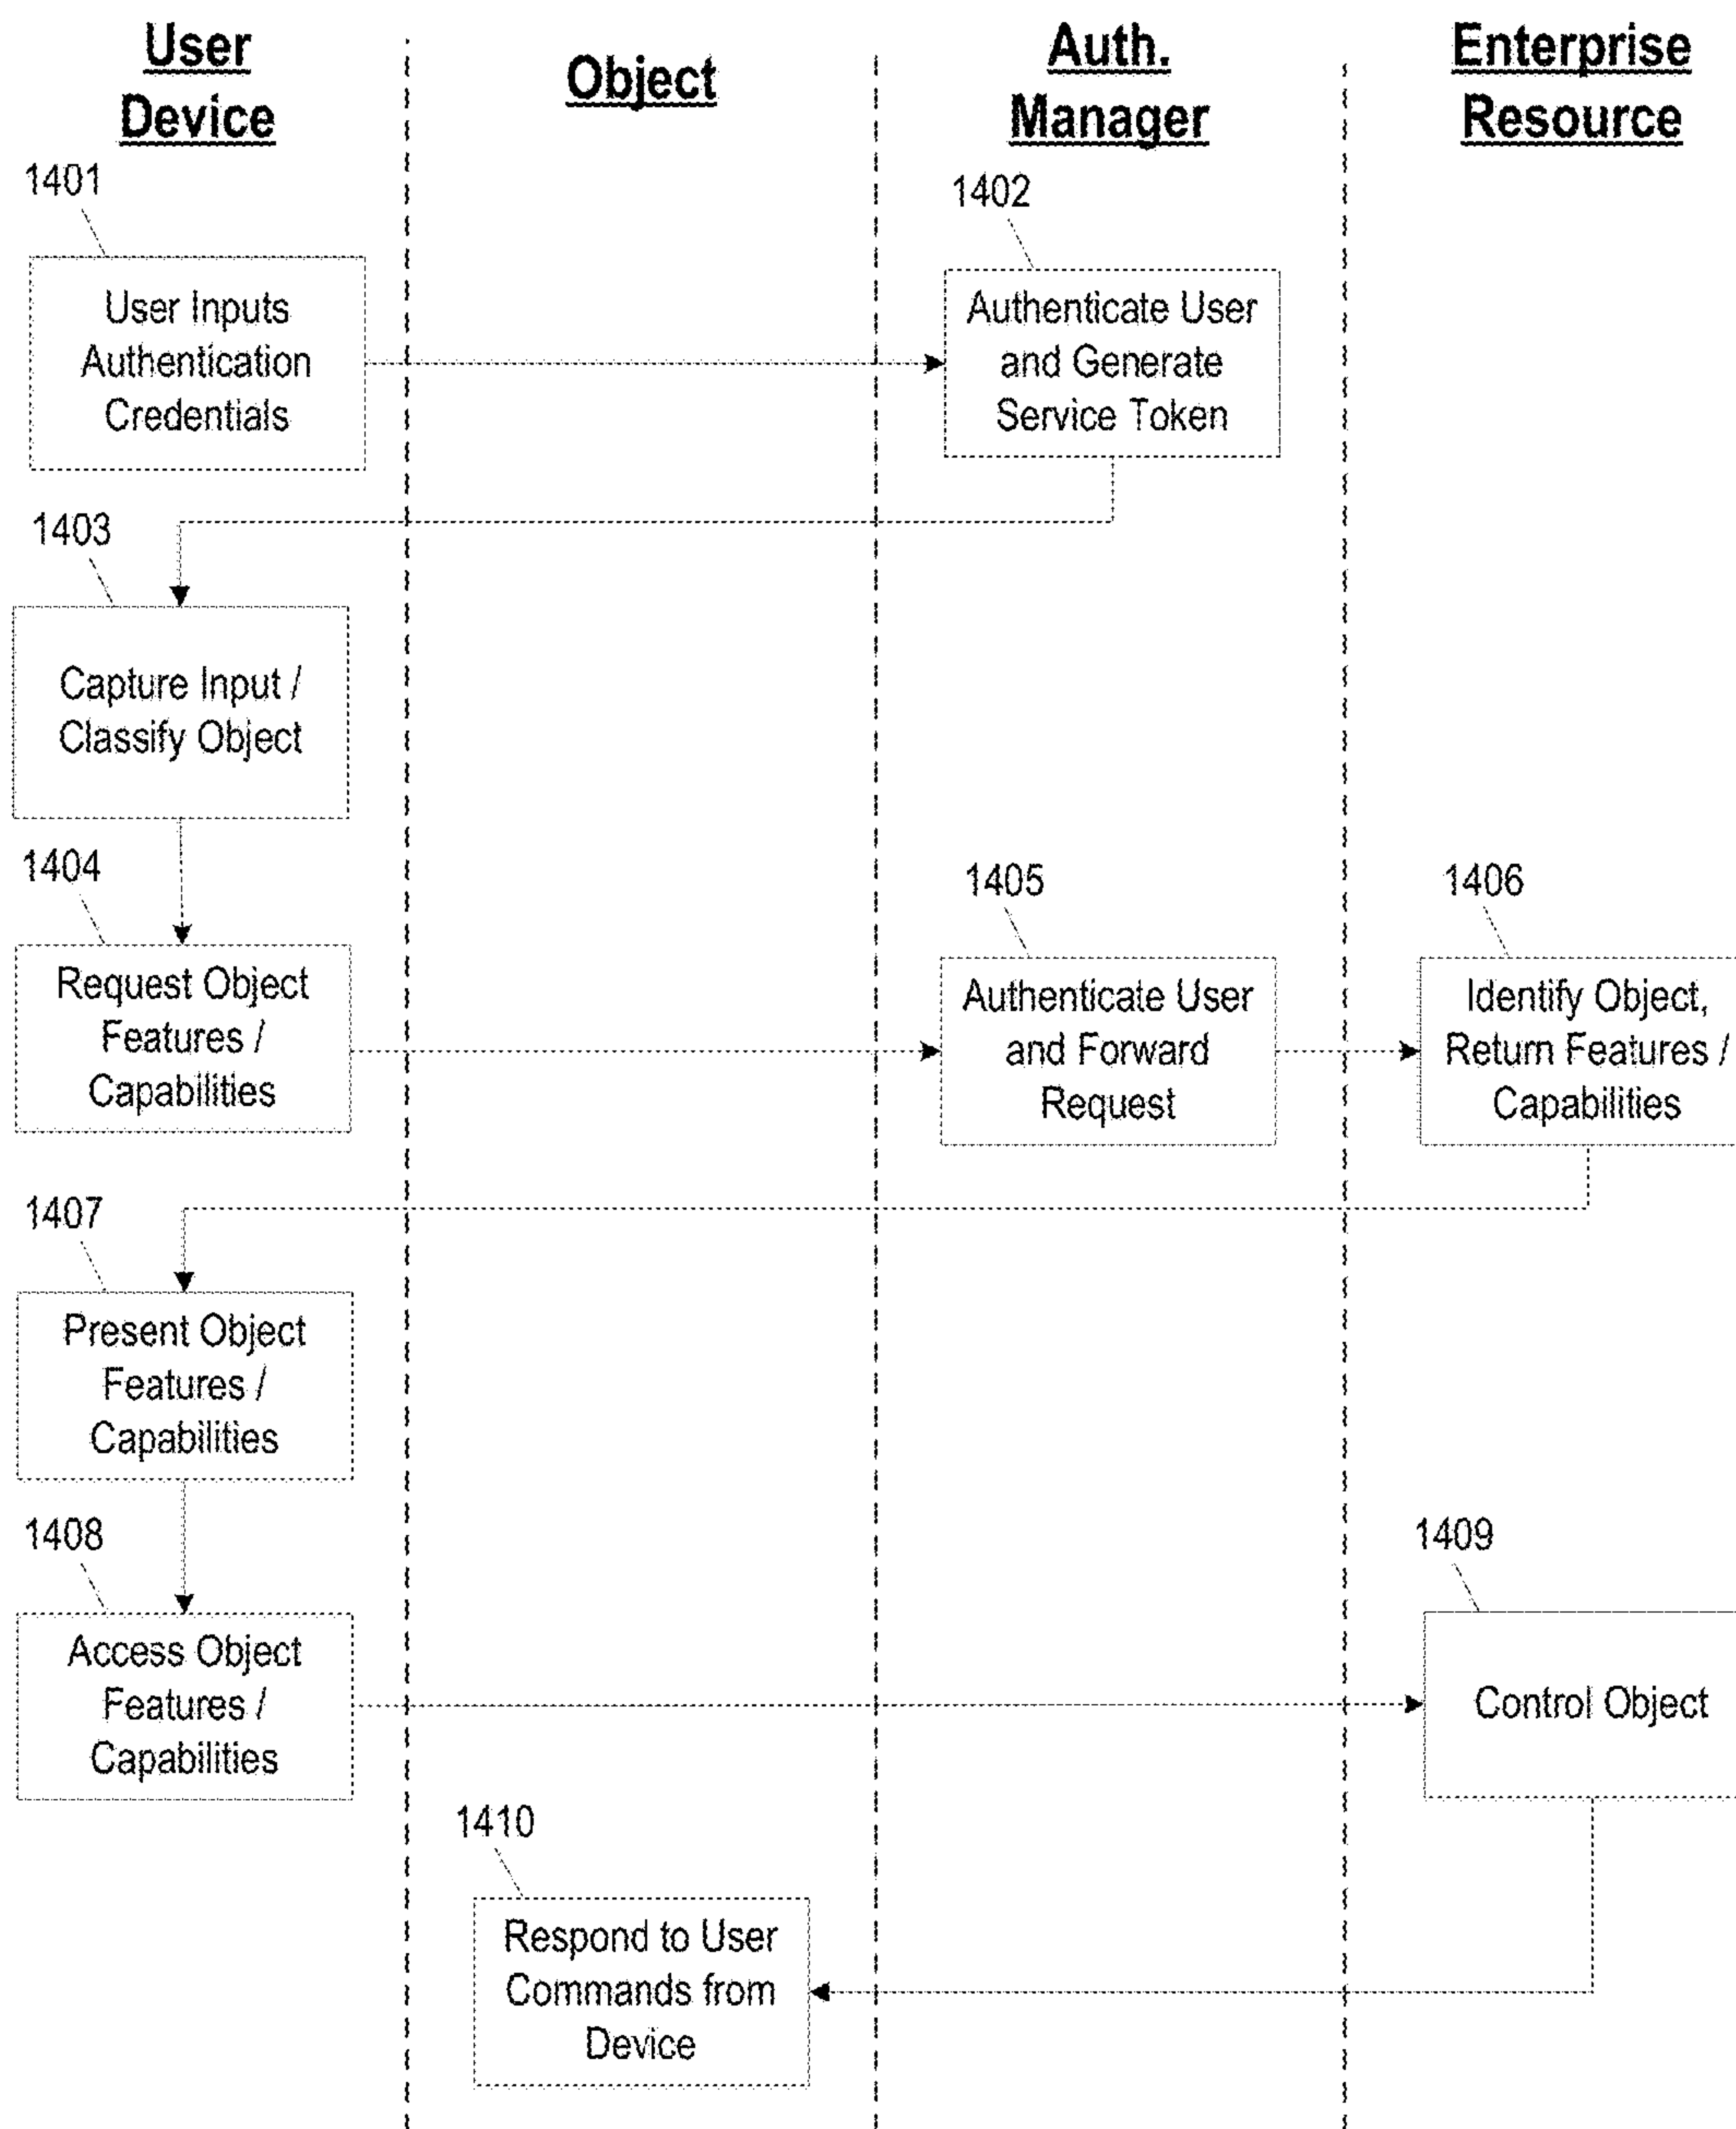 User
Device
Object
Auth.
Manager
Enterprise
Resource
1401
User Inputs
Authentication
Credentials
1402
Authenticate User
and Generate
Service Token
1403
Capture Input /
Classify Object
1404
Request Object
Features /
Capabilities
1405
Authenticate User
and Forward
Request
1406
Identify Object,
Return Features /
Capabilities
1407
Present Object
Features /
Capabilities
1408
Access Object
Features /
Capabilities
1409
Control Object
1410
Respond to User
Commands from
Device